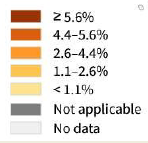 ≥ 5.6%
4.4–5.6%
2.6–4.4%
1.1–2.6%
< 1.1%
Not applicable
No data